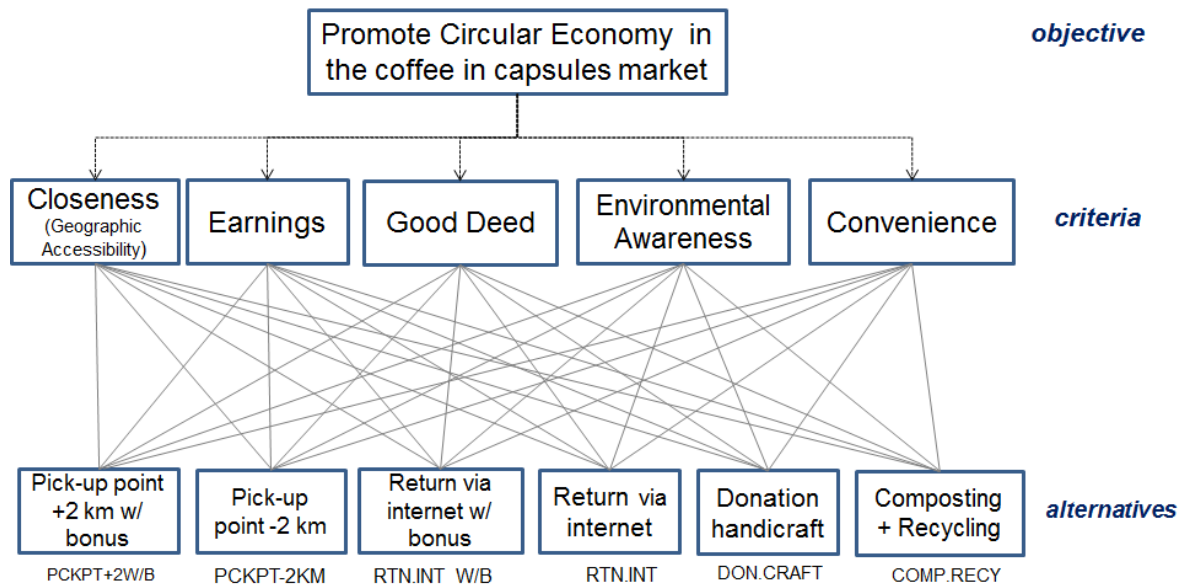 Promote Circular Economy in
the coffee in capsules market
objective
Closeness
(Geographic
Accessibility)
Earnings
Good Deed
Environmental
Awareness
Convenience
criteria
Pick-up point
+2 km w/
bonus
Pick-up
point -2 km
Return via
internet w/
bonus
Return via
internet
Donation
handicraft
Composting
+ Recycling
alternatives
PCKPT+2W/B
PCKPT-2KM
RTN.INT_W/B
RTN.INT
DON.CRAFT
COMP.RECY